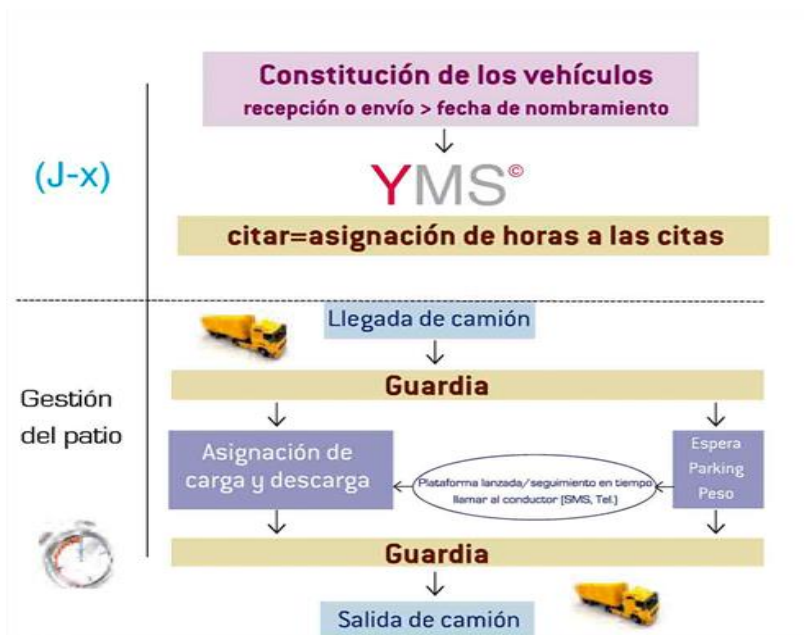 Constitución de los vehículos
recepción o envío > fecha de nombramiento
(J-x)
YMS©
citar=asignación de horas a las citas
Llegada de camión
Guardia
Gestión
del patio
Asignación de
carga y descarga
Plataforma lanzada/seguimiento en tiempo
llamar al conductor (SMS, Tel.)
Espera
Parking
Peso
Guardia
Salida de camión